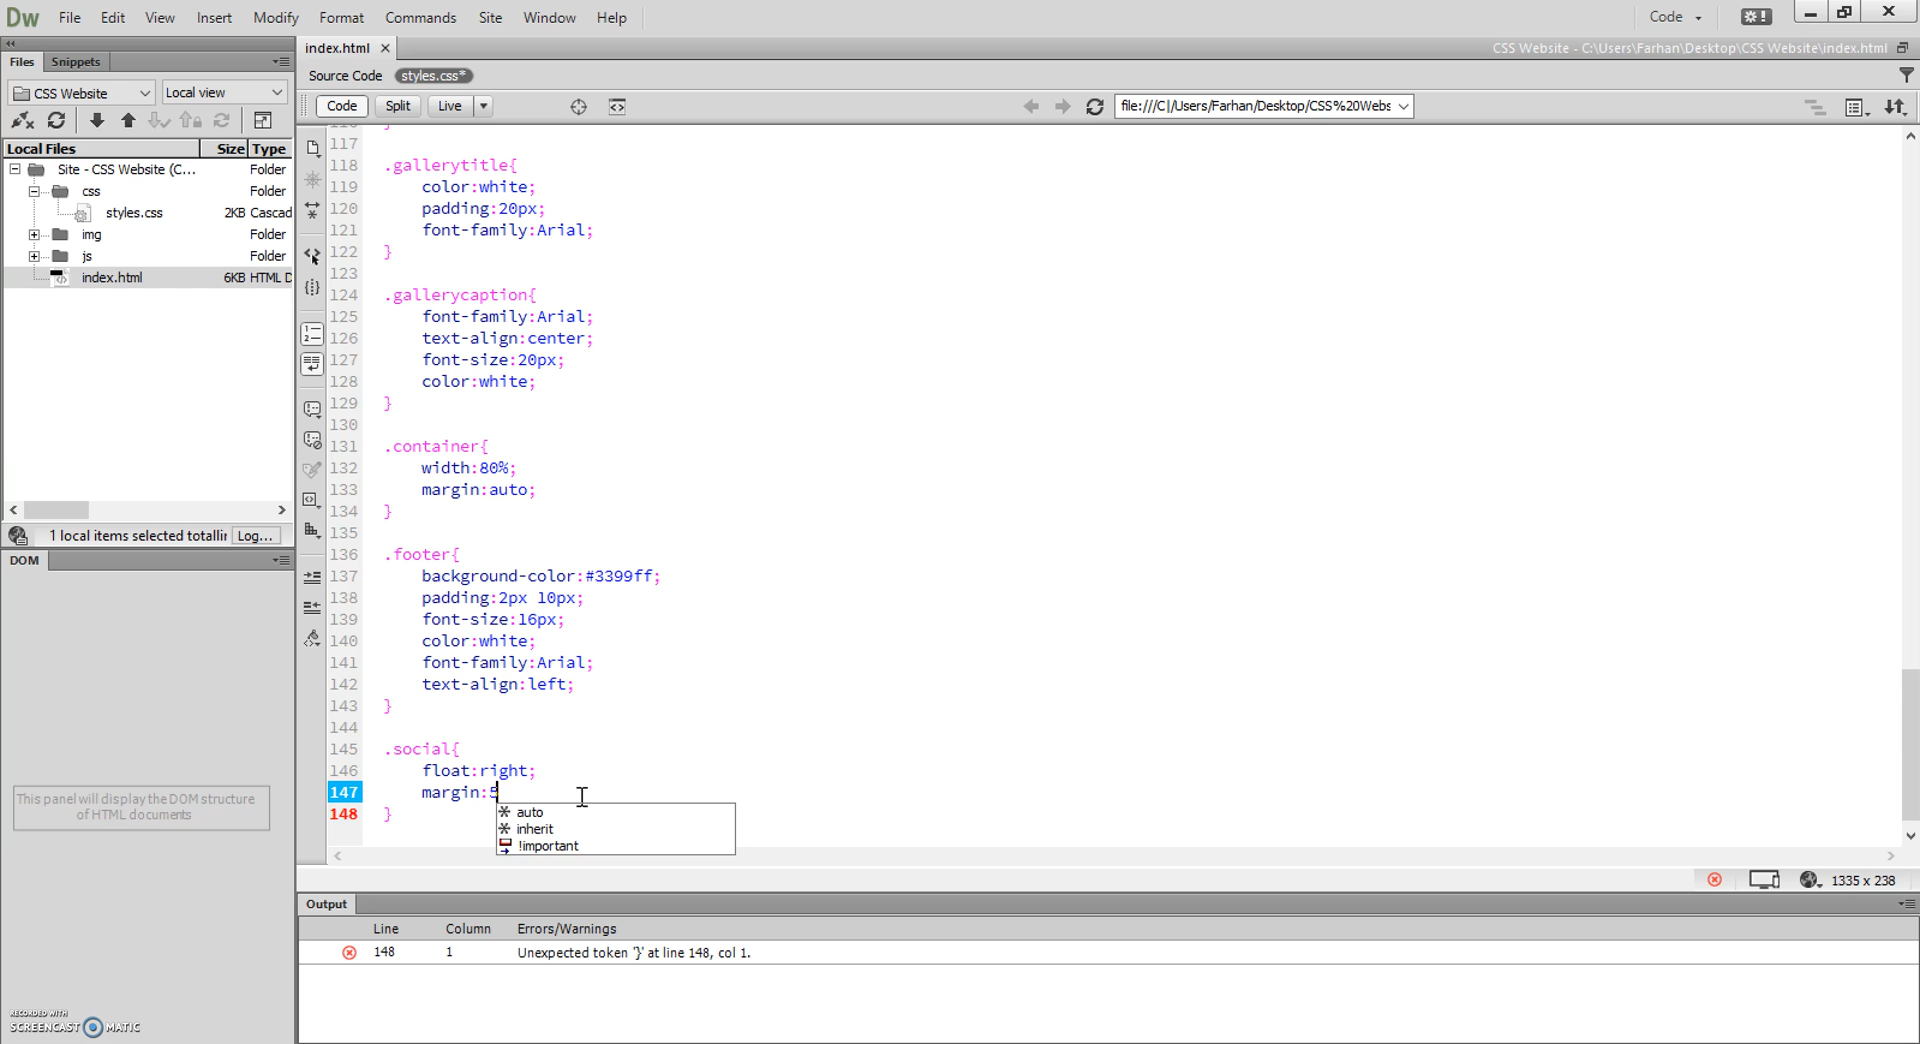 Dw File Edit View Insert Modify Format Commands Site Window Help Code
Files Snippets
index.html
CSS Website - C:\Users\Farhan\Desktop\CSS Website\index.html
Source Code styles.css*
CSS Website Local view
Code Split Live
file:///C|/Users/Farhan/Desktop/CSS%20Webs
Local Files Size Type
Site - CSS Website (C... Folder
css Folder
styles.css 2KB Cascad
img Folder
js Folder
index.html 6KB HTML D
1 local items selected totallir Log...
DOM
This panel will display the DOM structure
of HTML documents
117
118 .gallerytitle{
119 color:white;
120 padding:20px;
121 font-family:Arial;
122 }
123
124 .gallerycaption{
125 font-family:Arial;
126 text-align:center;
127 font-size:20px;
128 color:white;
129 }
130
131 .container{
132 width:80%;
133 margin:auto;
134 }
135
136 .footer{
137 background-color:#3399ff;
138 padding:2px 10px;
139 font-size:16px;
140 color:white;
141 font-family:Arial;
142 text-align:left;
143 }
144
145 .social{
146 float:right;
147 margin:5
148 }
auto
inherit
!important
1335 x 238
Output
Line Column Errors/Warnings
148 1 Unexpected token '}' at line 148, col 1.
RECORDED WITH
SCREENCAST MATIC